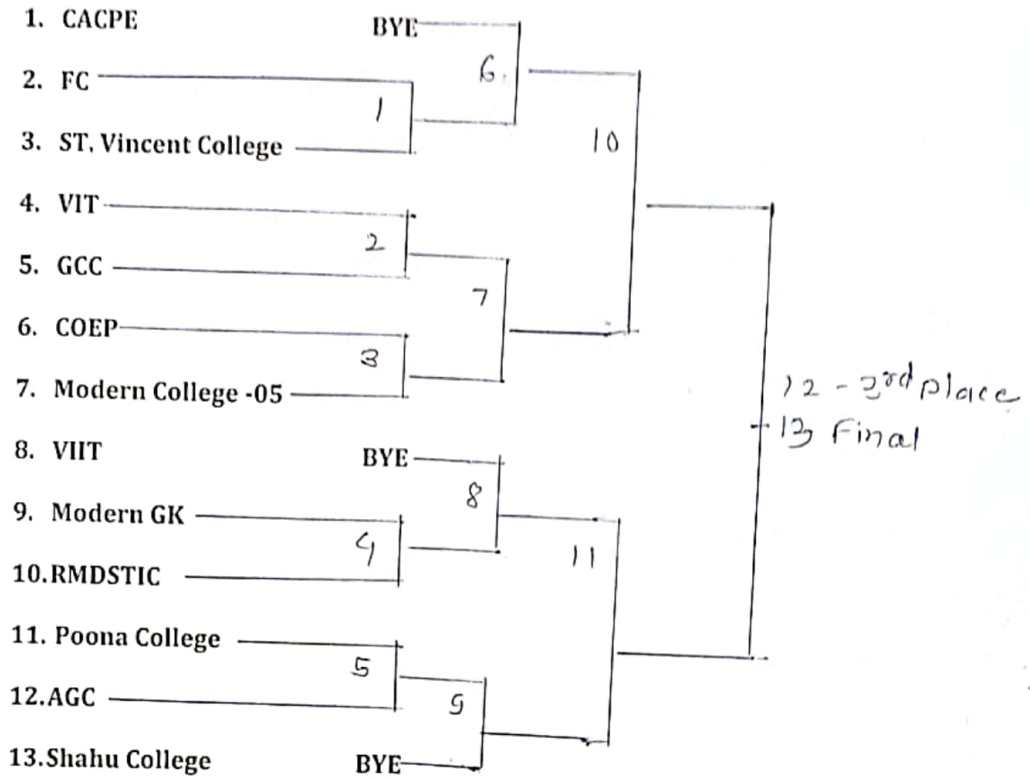 1. CACPE BYE
6.
2. FC
1
10
3. ST. Vincent College
4. VIT
2
5. GCC
7
6. COEP
3
7. Modern College -05
12 - 3rd place
13 Final
8. VIIT BYE
8
9. Modern GK
4
11
10. RMDSTIC
11. Poona College
5
12. AGC
9
13. Shahu College BYE